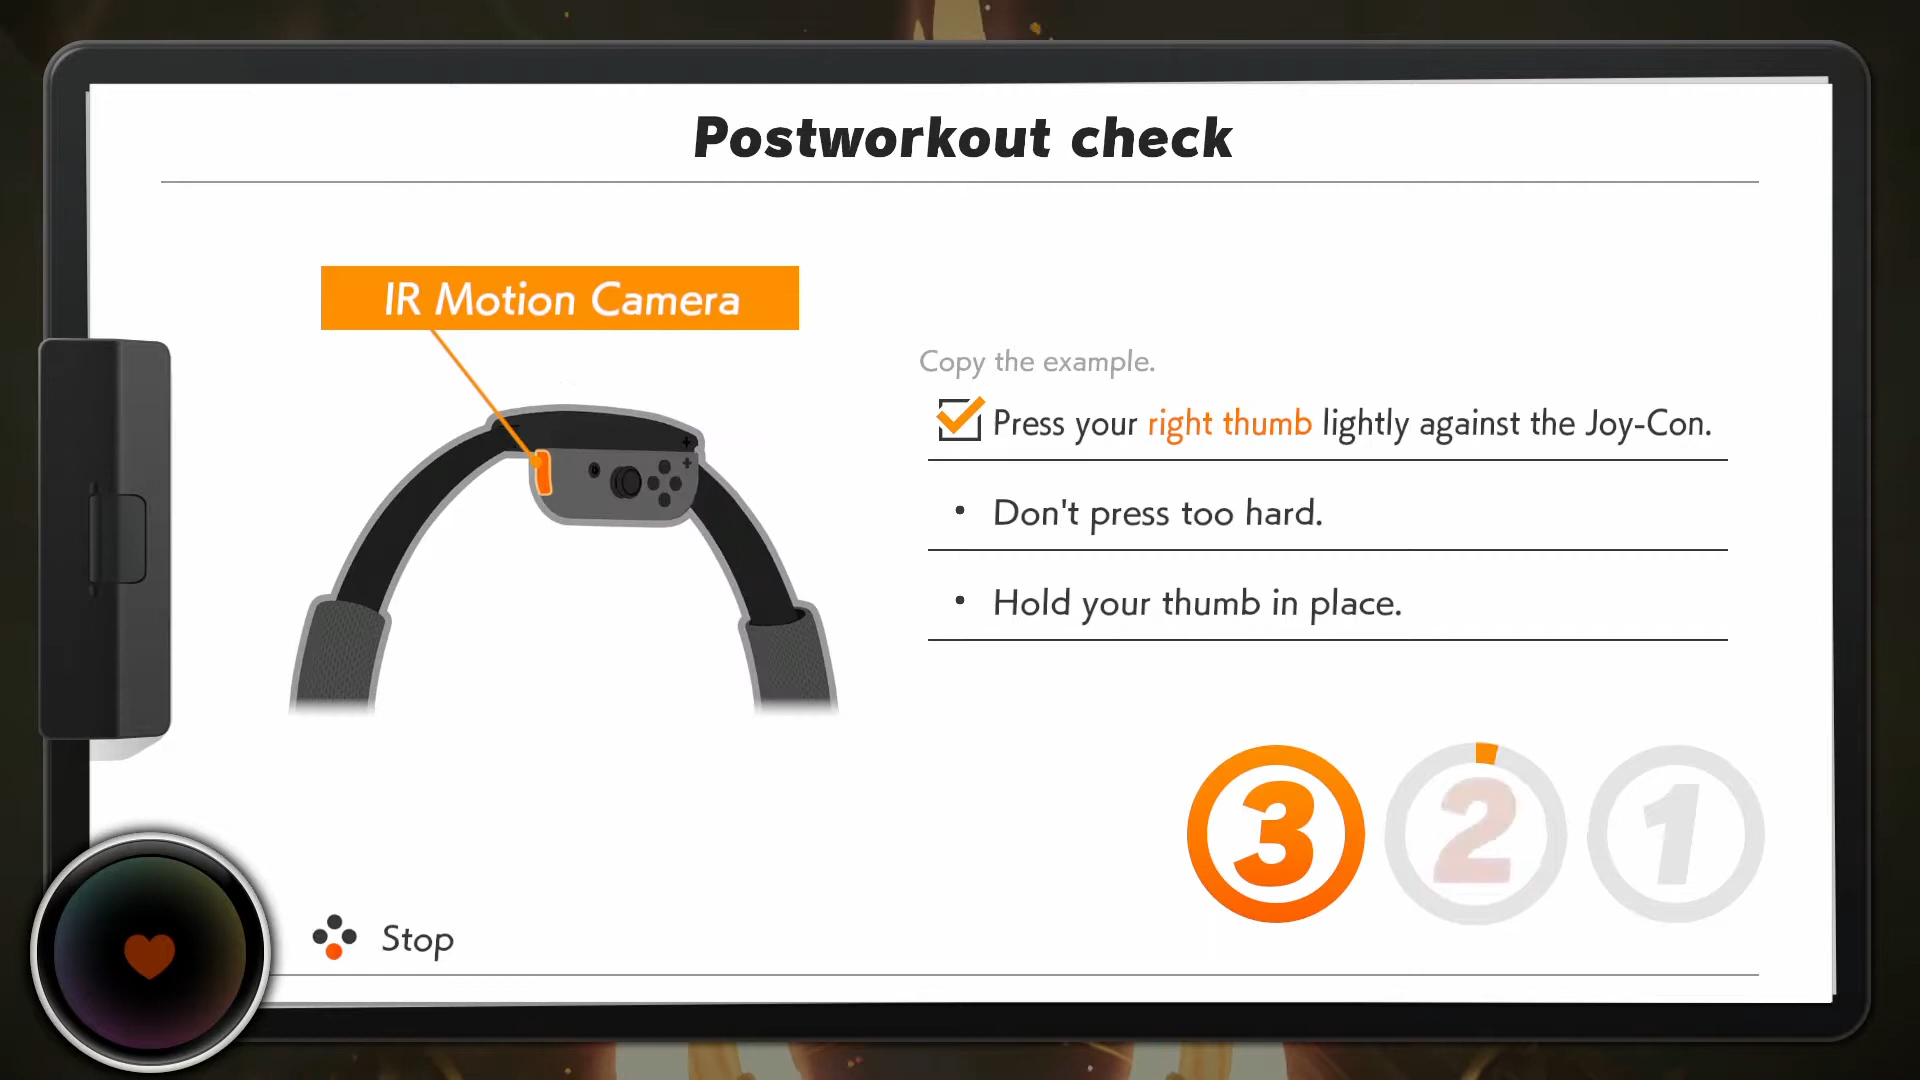 Postworkout check
IR Motion Camera
Copy the example.
Press your right thumb lightly against the Joy-Con.
• Don't press too hard.
• Hold your thumb in place.
3 2 1
Stop